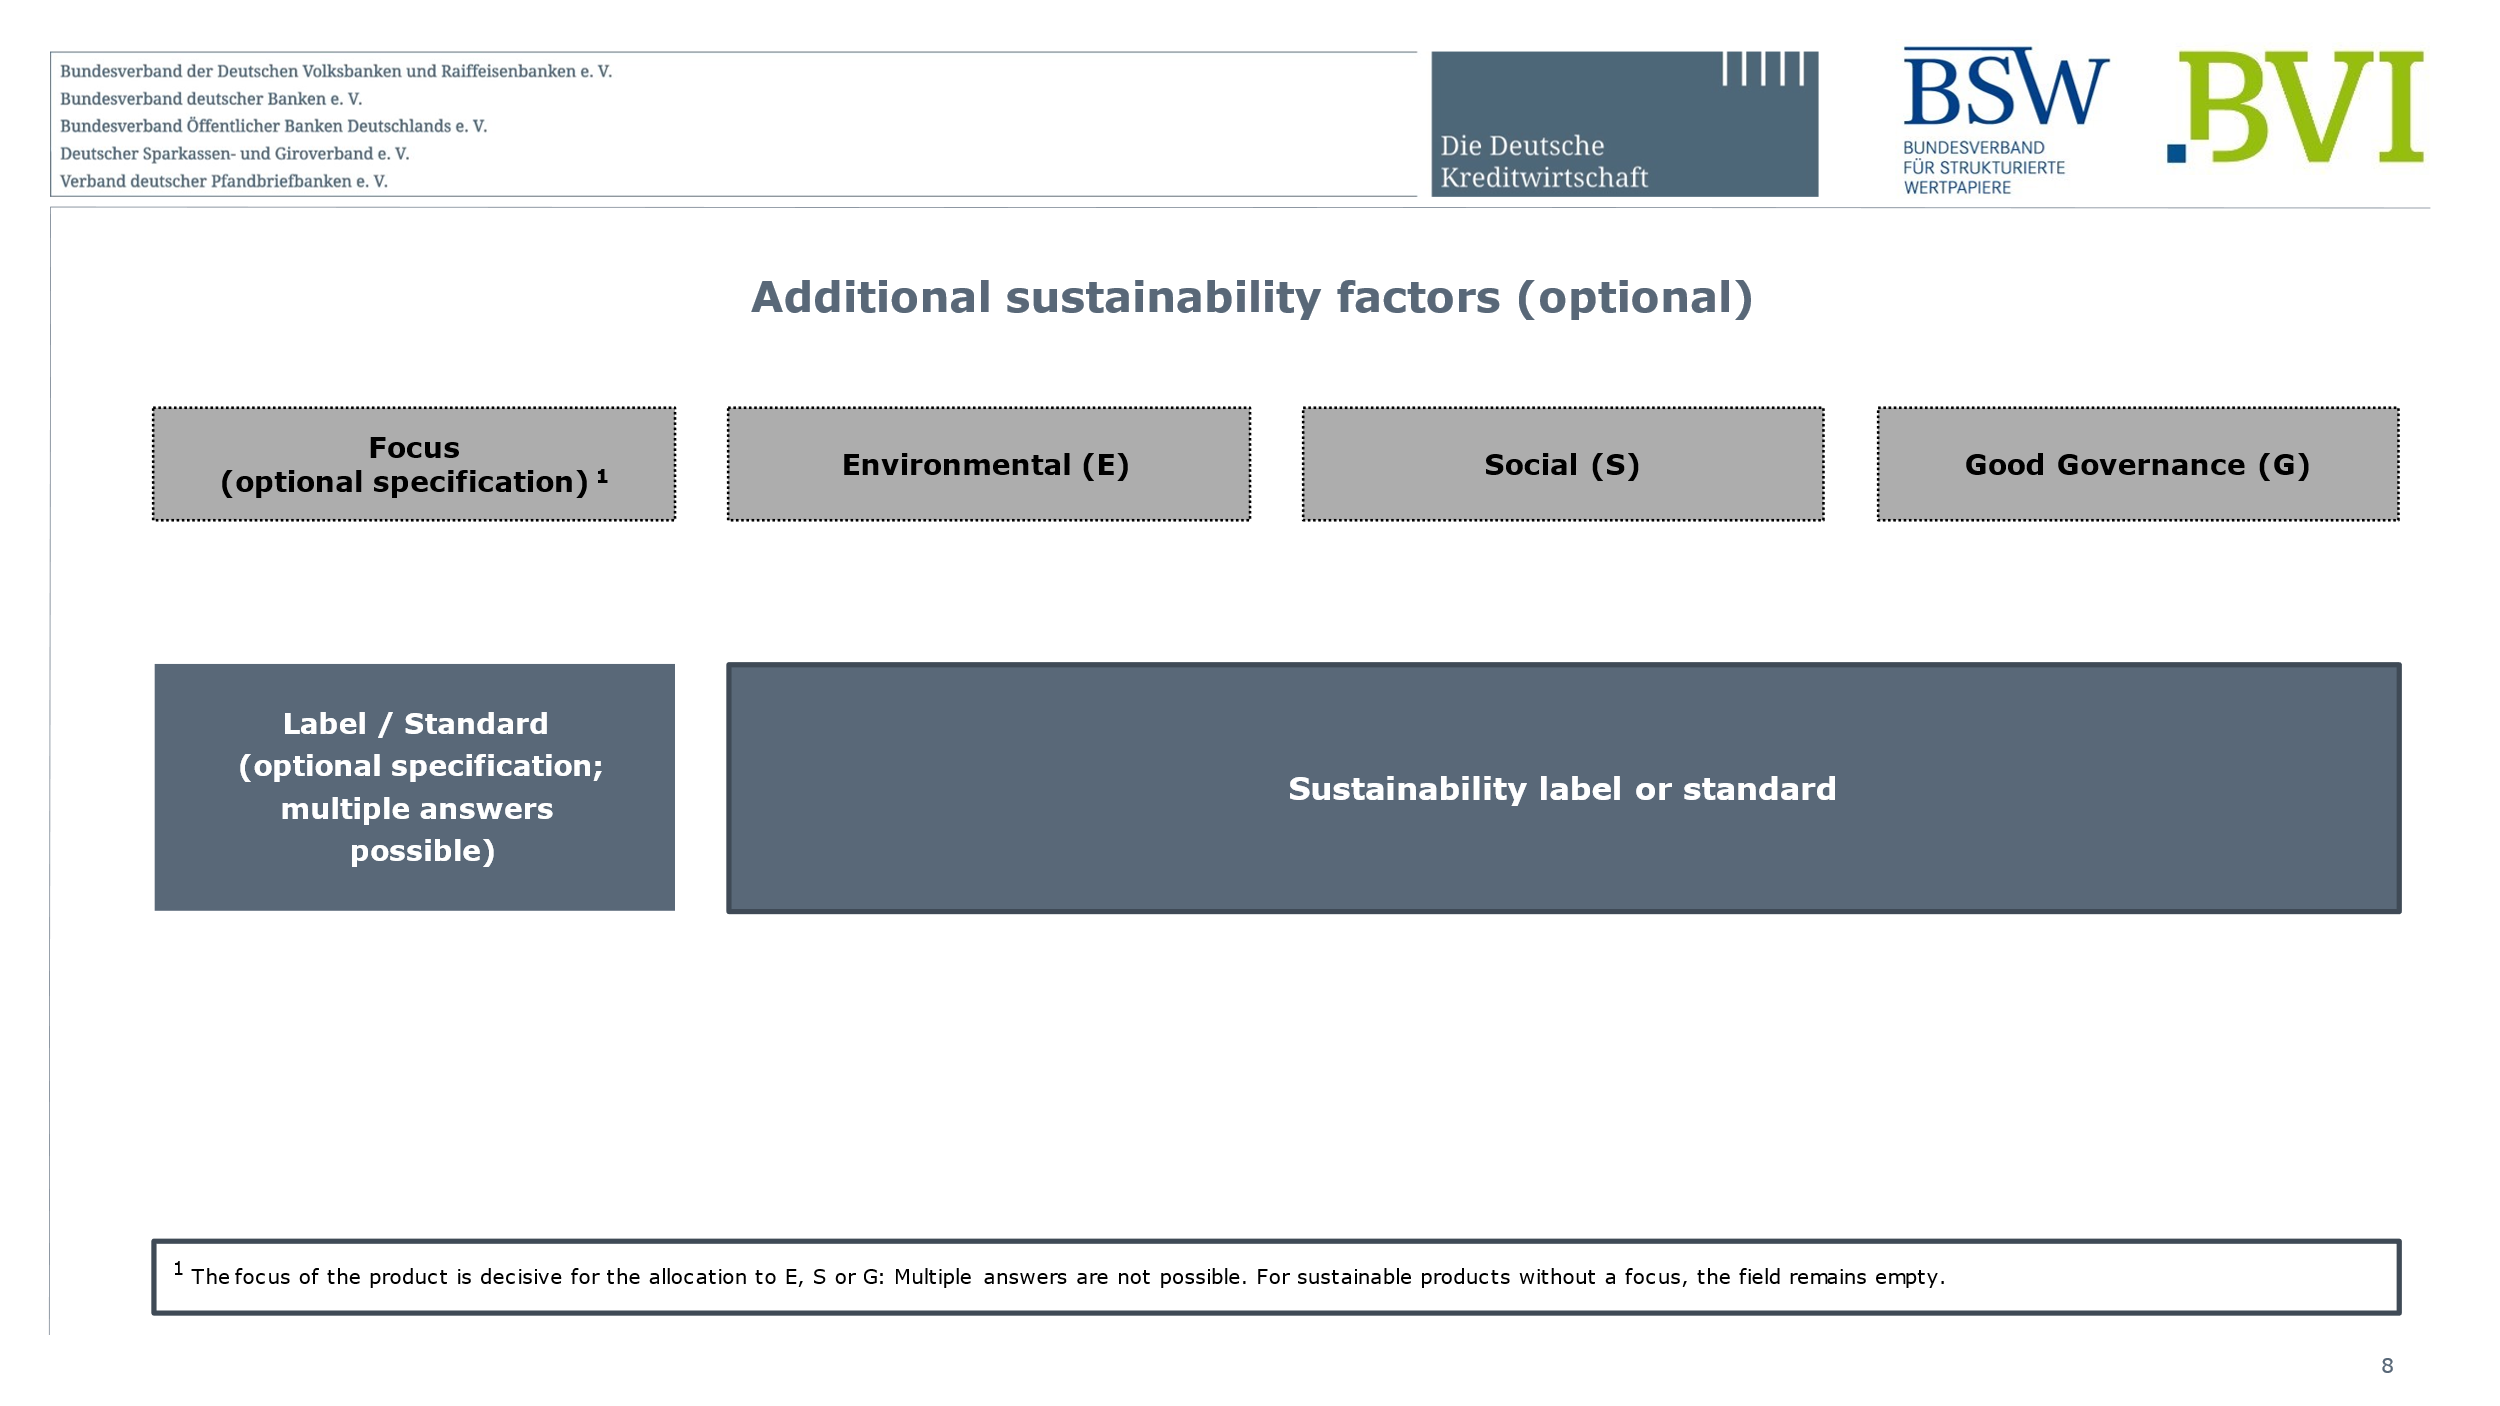 Bundesverband der Deutschen Volksbanken und Raiffeisenbanken e. V.
Bundesverband deutscher Banken e. V.
Bundesverband Öffentlicher Banken Deutschlands e. V.
Deutscher Sparkassen- und Giroverband e. V.
Verband deutscher Pfandbriefbanken e. V.
Die Deutsche
Kreditwirtschaft
BSW
BUNDESVERBAND
FÜR STRUKTURIERTE
WERTPAPIERE
.BVI
Additional sustainability factors (optional)
Focus
(optional specification) ¹
Environmental (E)
Social (S)
Good Governance (G)
Label / Standard
(optional specification;
multiple answers
possible)
Sustainability label or standard
¹ The focus of the product is decisive for the allocation to E, S or G: Multiple answers are not possible. For sustainable products without a focus, the field remains empty.
8